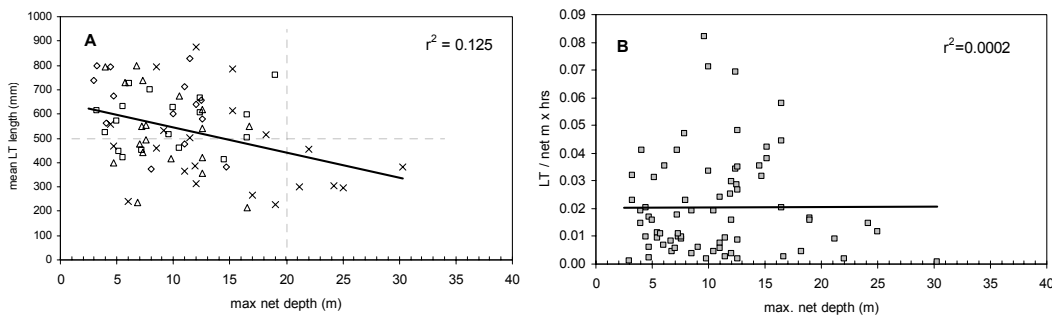 A
r² = 0.125
mean LT length (mm)
1000
900
800
700
600
500
400
300
200
100
0
0 5 10 15 20 25 30 35 40
max net depth (m)
B
r²=0.0002
LT / net m x hrs
0.09
0.08
0.07
0.06
0.05
0.04
0.03
0.02
0.01
0.00
0 5 10 15 20 25 30 35 40
max. net depth (m)